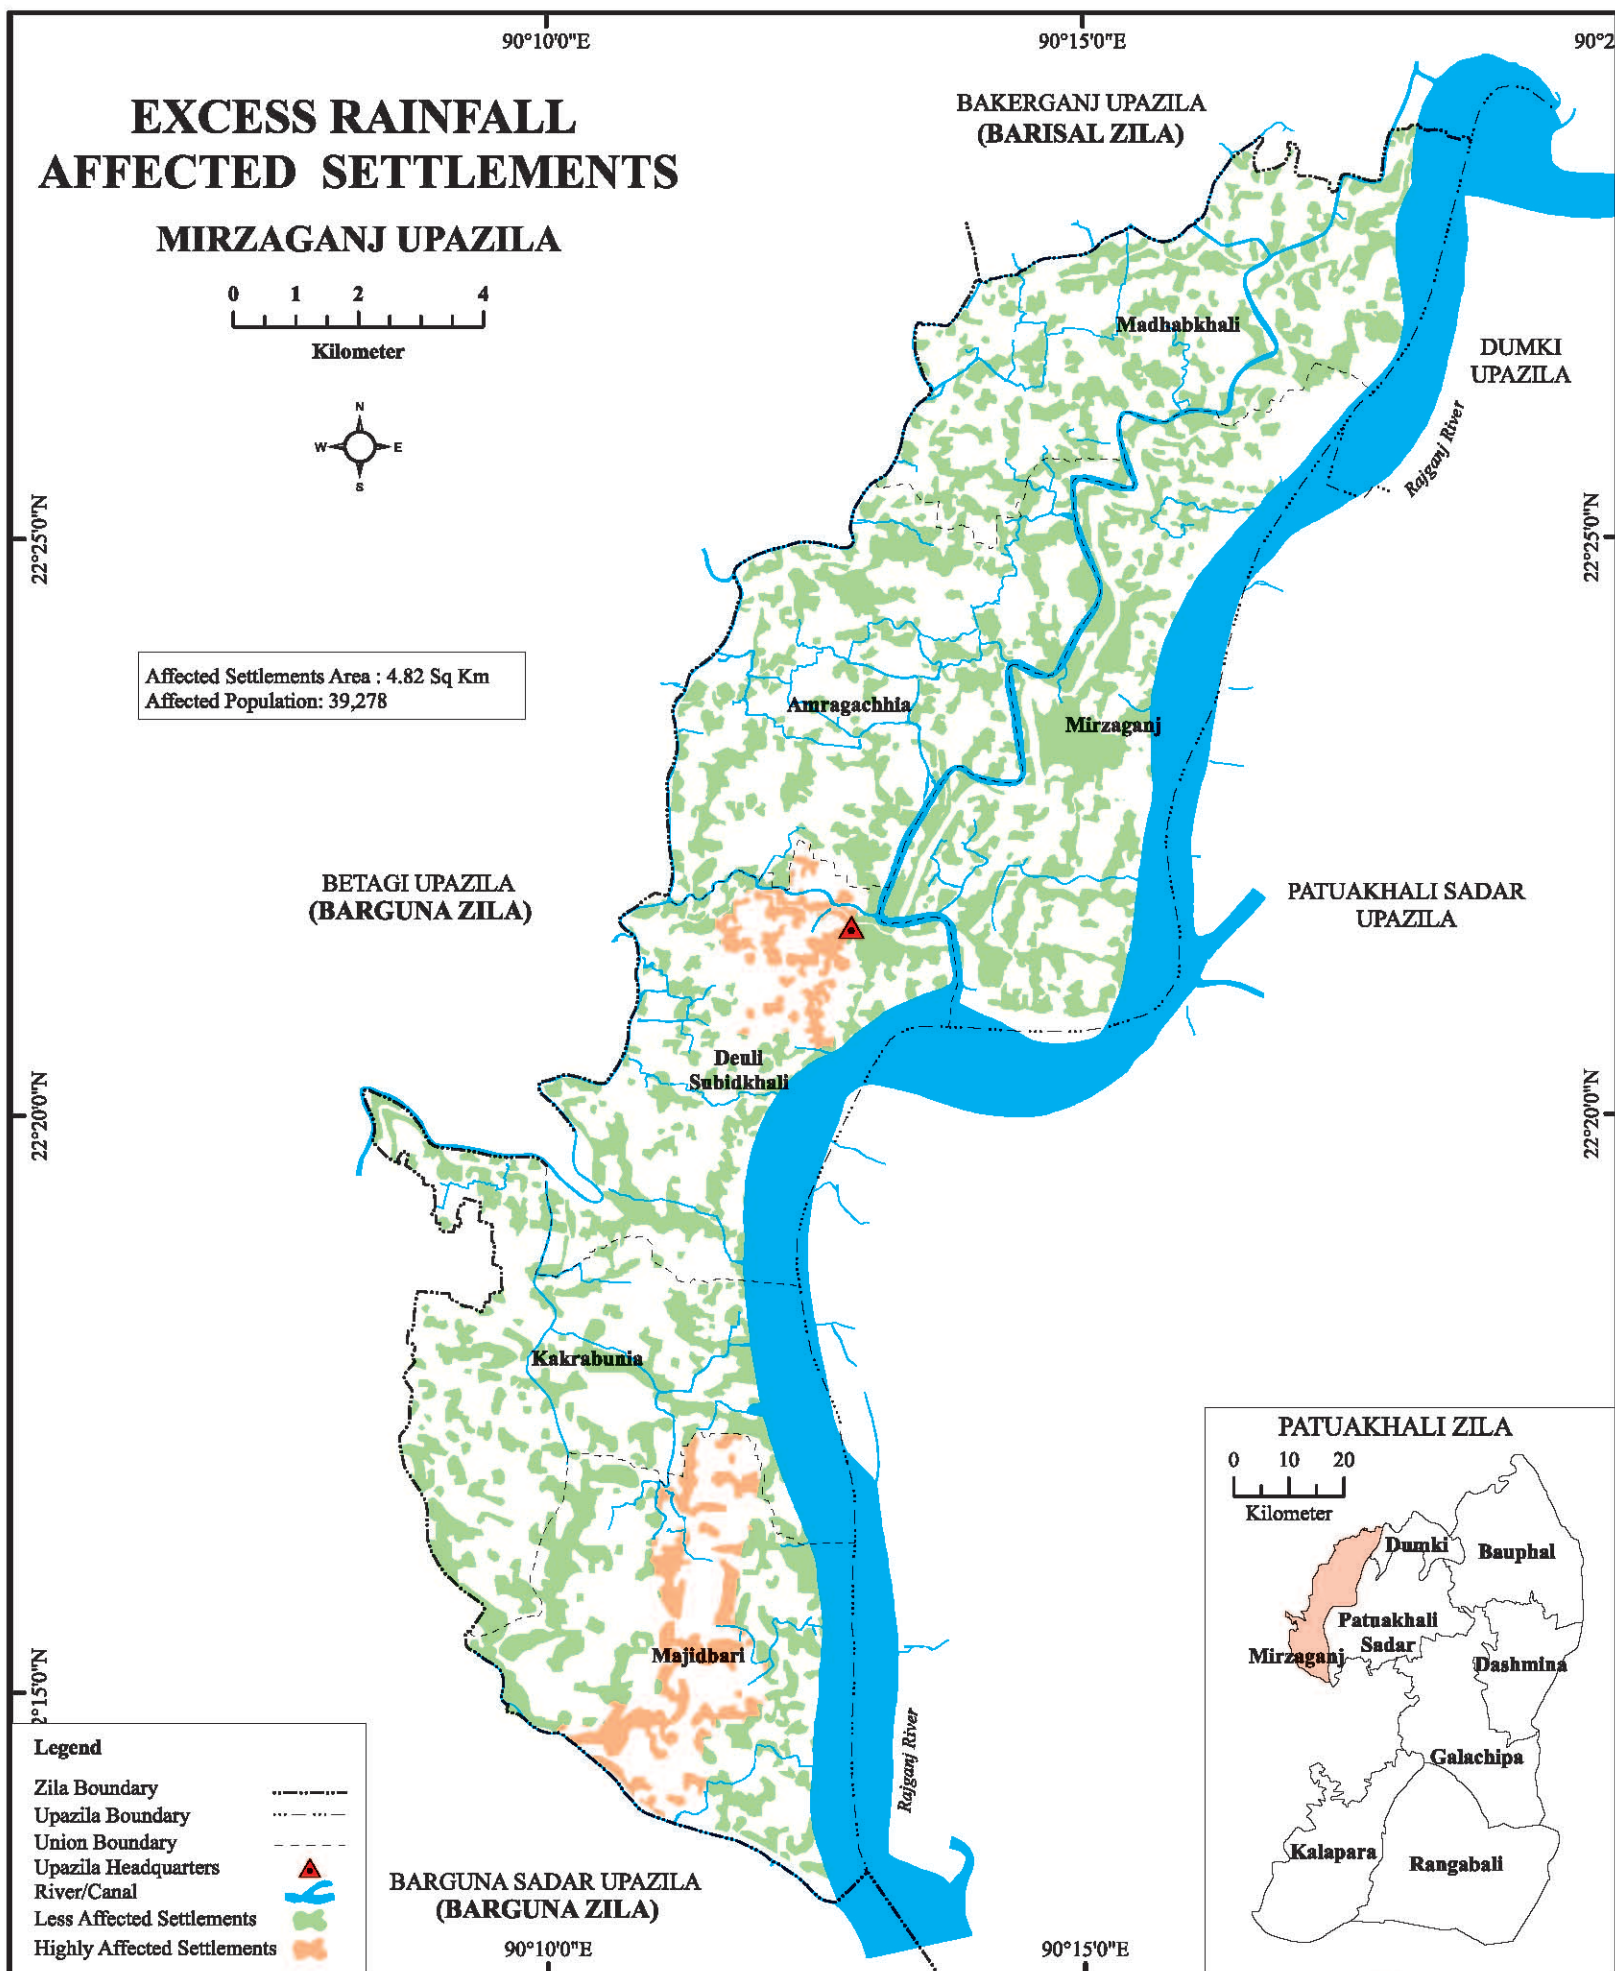 90°10'0"E
90°15'0"E
90°2
EXCESS RAINFALL
AFFECTED SETTLEMENTS
MIRZAGANJ UPAZILA
0 1 2 4
Kilometer
N
W E
S
BAKERGANJ UPAZILA
(BARISAL ZILA)
Madhabkhali
DUMKI
UPAZILA
Rajganj River
22°25'0"N
22°25'0"N
Affected Settlements Area : 4.82 Sq Km
Affected Population: 39,278
Amragachhia
Mirzaganj
BETAGI UPAZILA
(BARGUNA ZILA)
PATUAKHALI SADAR
UPAZILA
Deuli
Subidkhali
22°20'0"N
22°20'0"N
Kakrabunia
Majidbari
2°15'0"N
Rajganj River
PATUAKHALI ZILA
0 10 20
Kilometer
Dumki
Bauphal
Patuakhali
Sadar
Mirzaganj
Dashmina
Galachipa
Kalapara
Rangabali
Legend
Zila Boundary
Upazila Boundary
Union Boundary
Upazila Headquarters
River/Canal
Less Affected Settlements
Highly Affected Settlements
BARGUNA SADAR UPAZILA
(BARGUNA ZILA)
90°10'0"E
90°15'0"E